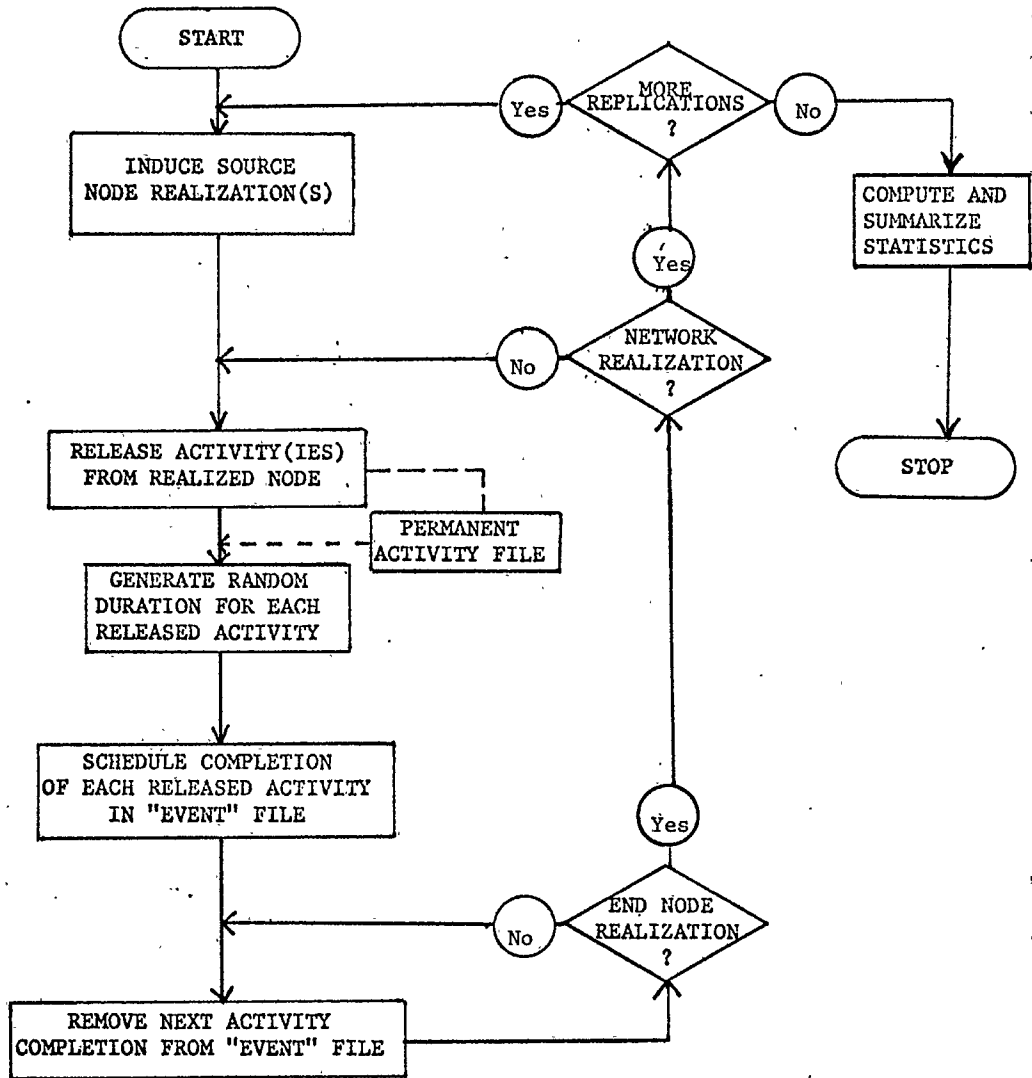 START
MORE
REPLICATIONS
?
Yes
No
INDUCE SOURCE
NODE REALIZATION(S)
COMPUTE AND
SUMMARIZE
STATISTICS
Yes
NETWORK
REALIZATION
?
No
RELEASE ACTIVITY(IES)
FROM REALIZED NODE
STOP
PERMANENT
ACTIVITY FILE
GENERATE RANDOM
DURATION FOR EACH
RELEASED ACTIVITY
SCHEDULE COMPLETION
OF EACH RELEASED ACTIVITY
IN "EVENT" FILE
Yes
END NODE
REALIZATION
?
No
REMOVE NEXT ACTIVITY
COMPLETION FROM "EVENT" FILE